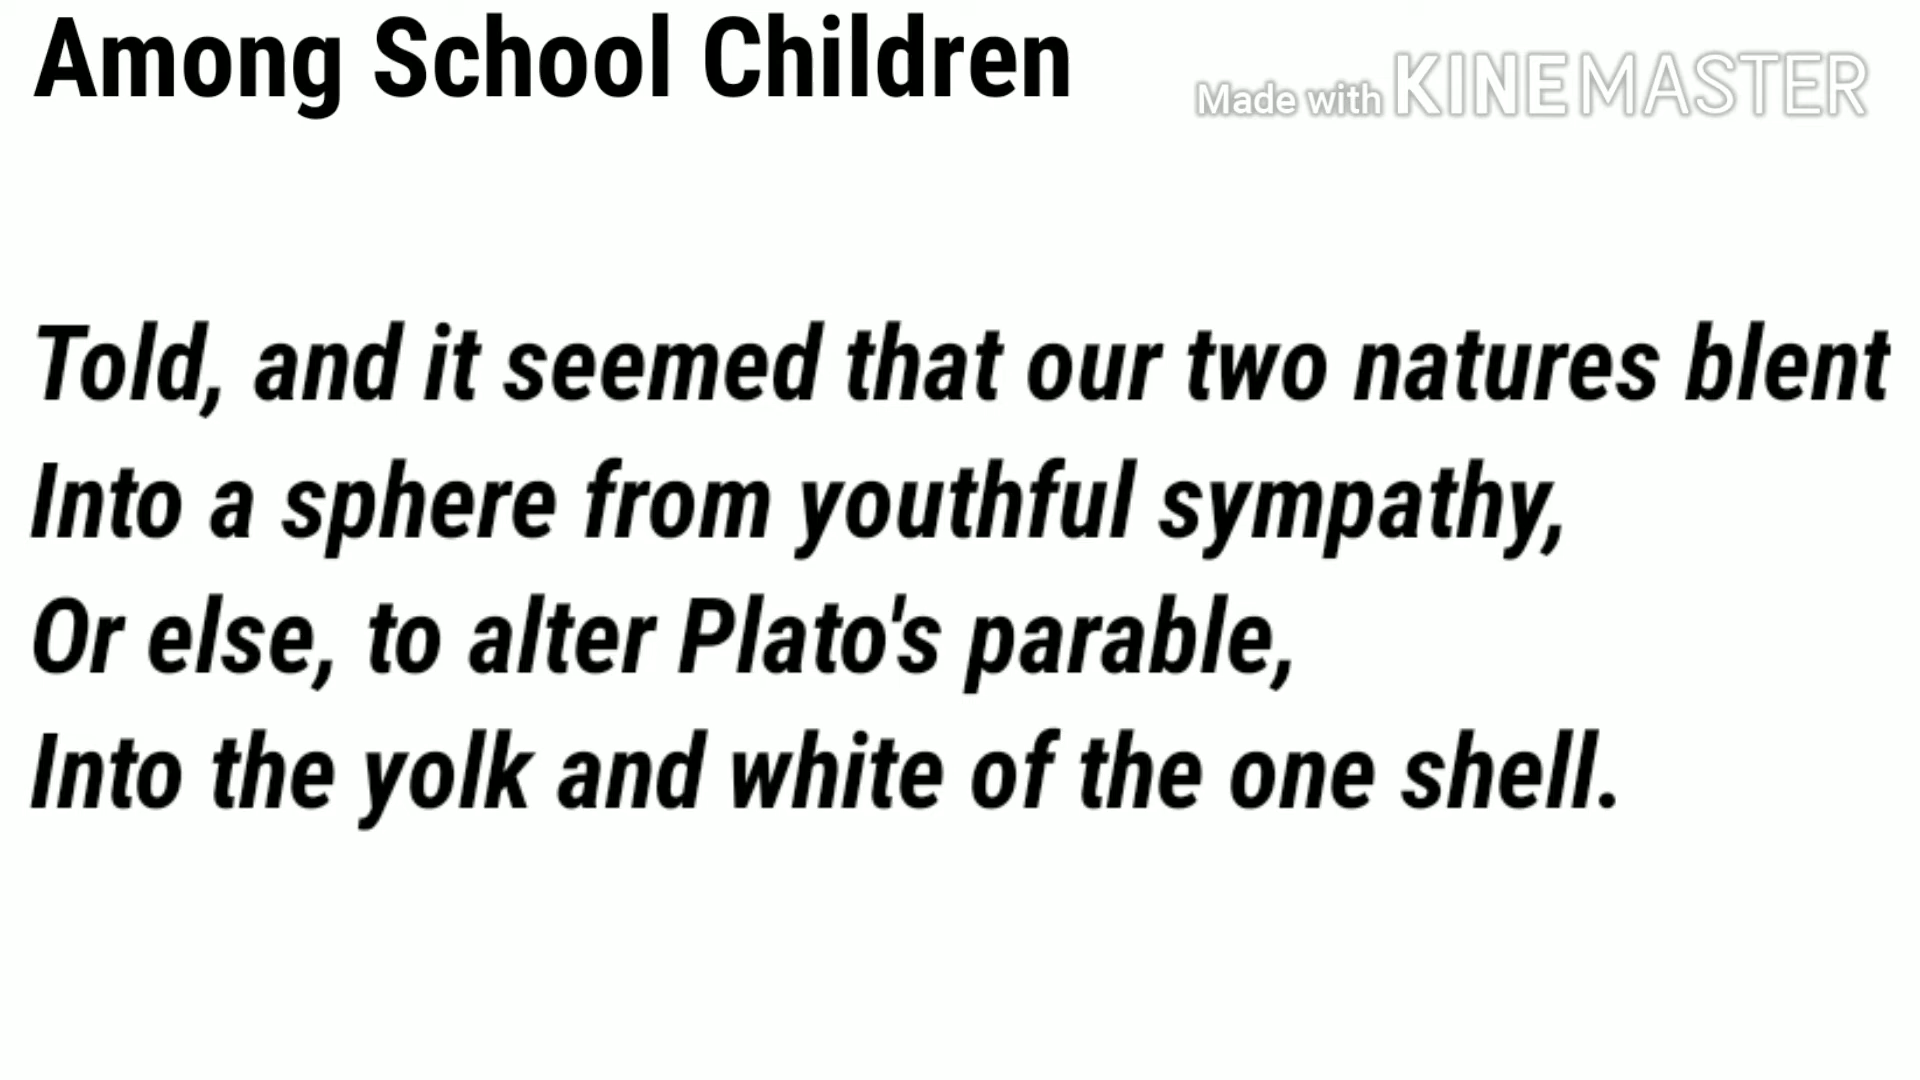 Among School Children
Made with KINEMASTER
Told, and it seemed that our two natures blent
Into a sphere from youthful sympathy,
Or else, to alter Plato's parable,
Into the yolk and white of the one shell.